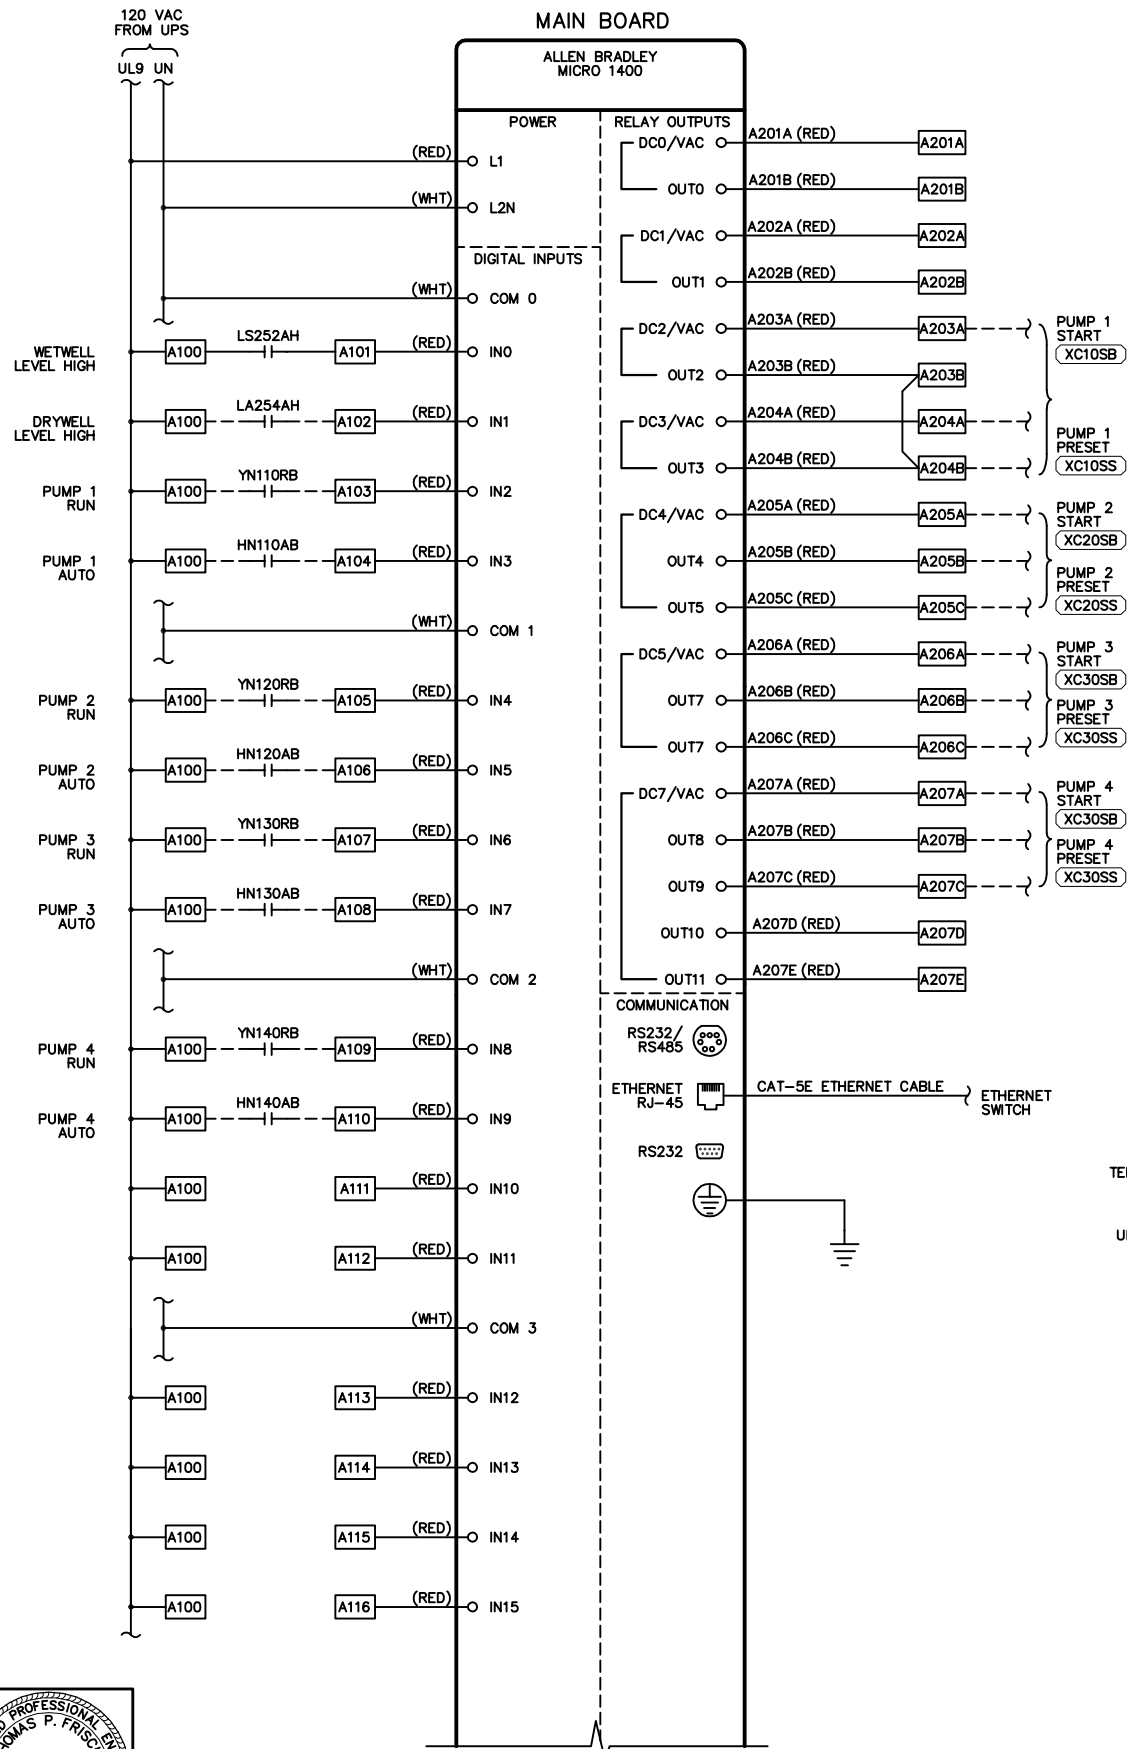 MAIN BOARD
120 VAC
FROM UPS
UL9 UN
ALLEN BRADLEY
MICRO 1400
POWER
(RED) L1
(WHT) L2N
DIGITAL INPUTS
(WHT) COM 0
WETWELL
LEVEL HIGH
A100 LS252AH A101 (RED) IN0
DRYWELL
LEVEL HIGH
A100 LA254AH A102 (RED) IN1
PUMP 1
RUN
A100 YN110RB A103 (RED) IN2
PUMP 1
AUTO
A100 HN110AB A104 (RED) IN3
(WHT) COM 1
PUMP 2
RUN
A100 YN120RB A105 (RED) IN4
PUMP 2
AUTO
A100 HN120AB A106 (RED) IN5
PUMP 3
RUN
A100 YN130RB A107 (RED) IN6
PUMP 3
AUTO
A100 HN130AB A108 (RED) IN7
(WHT) COM 2
PUMP 4
RUN
A100 YN140RB A109 (RED) IN8
PUMP 4
AUTO
A100 HN140AB A110 (RED) IN9
A100 A111 (RED) IN10
A100 A112 (RED) IN11
(WHT) COM 3
A100 A113 (RED) IN12
A100 A114 (RED) IN13
A100 A115 (RED) IN14
A100 A116 (RED) IN15
RELAY OUTPUTS
DC0/VAC A201A (RED) A201A
OUT0 A201B (RED) A201B
DC1/VAC A202A (RED) A202A
OUT1 A202B (RED) A202B
DC2/VAC A203A (RED) A203A
OUT2 A203B (RED) A203B
DC3/VAC A204A (RED) A204A
OUT3 A204B (RED) A204B
PUMP 1
START
XC10SB
PUMP 1
PRESET
XC10SS
DC4/VAC A205A (RED) A205A
OUT4 A205B (RED) A205B
OUT5 A205C (RED) A205C
PUMP 2
START
XC20SB
PUMP 2
PRESET
XC20SS
DC5/VAC A206A (RED) A206A
OUT7 A206B (RED) A206B
OUT7 A206C (RED) A206C
PUMP 3
START
XC30SB
PUMP 3
PRESET
XC30SS
DC7/VAC A207A (RED) A207A
OUT8 A207B (RED) A207B
OUT9 A207C (RED) A207C
OUT10 A207D (RED) A207D
OUT11 A207E (RED) A207E
PUMP 4
START
XC30SB
PUMP 4
PRESET
XC30SS
COMMUNICATION
RS232/
RS485
ETHERNET
RJ-45
CAT-5E ETHERNET CABLE
ETHERNET
SWITCH
RS232
PROFESSIONAL
P.